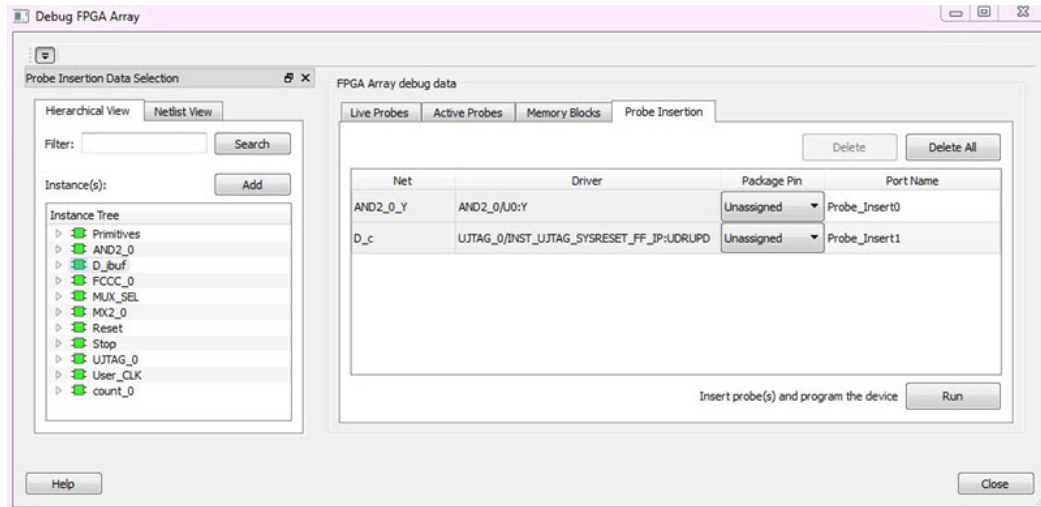 Debug FPGA Array
Probe Insertion Data Selection
Hierarchical View Netlist View
Filter: Search
Instance(s): Add
Instance Tree
Primitives
AND2_0
D_ibuf
FCCC_0
MUX_SEL
MX2_0
Reset
Stop
UJTAG_0
User_CLK
count_0
FPGA Array debug data
Live Probes Active Probes Memory Blocks Probe Insertion
Delete Delete All
Net Driver Package Pin Port Name
AND2_0_Y AND2_0/U0:Y Unassigned Probe_Insert0
D_c UJTAG_0/INST_UJTAG_SYSRESET_FF_IP:UDRUPD Unassigned Probe_Insert1
Insert probe(s) and program the device Run
Help Close